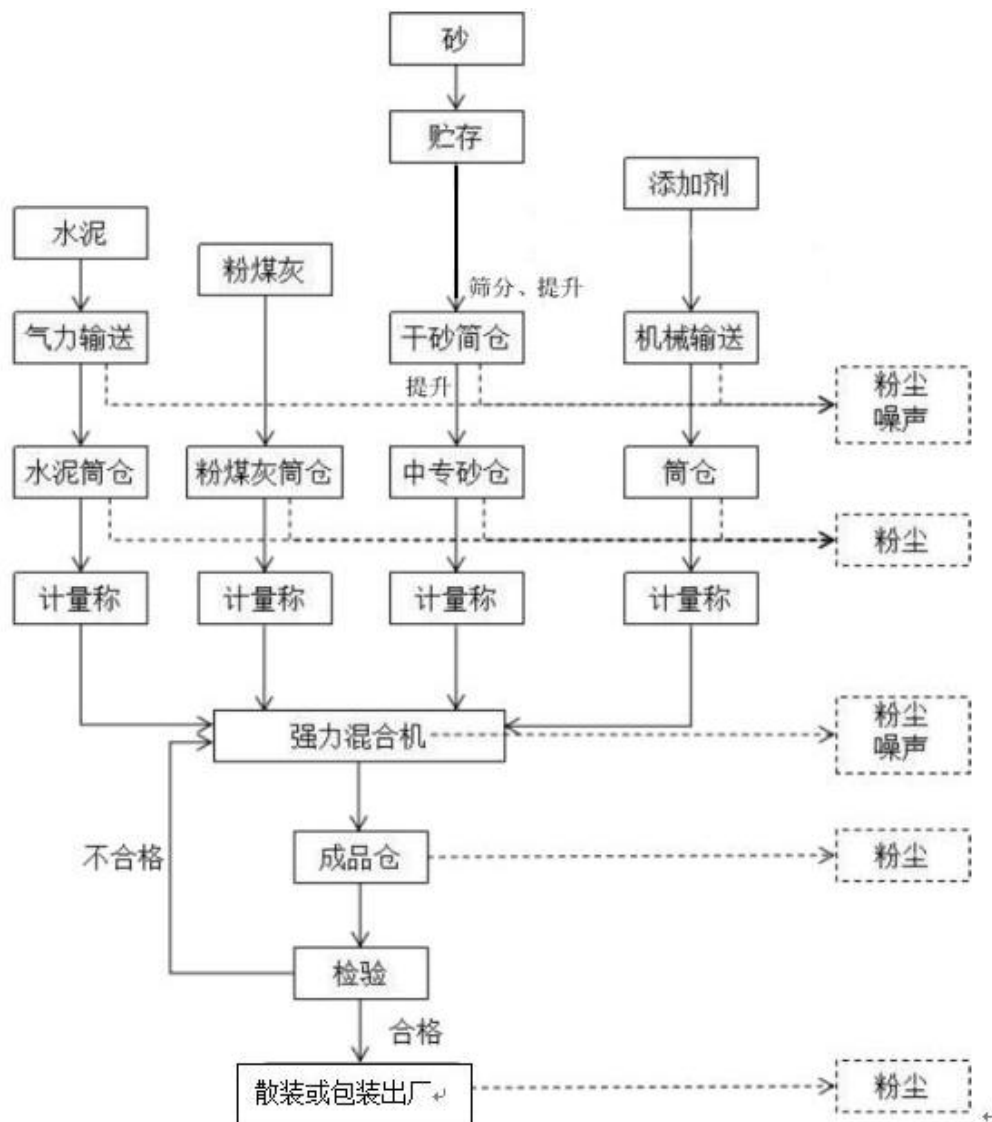 砂
贮存
添加剂
水泥
粉煤灰
筛分、提升
气力输送
干砂简仓
机械输送
提升
粉尘
噪声
水泥筒仓
粉煤灰筒仓
中专砂仓
筒仓
粉尘
计量称
计量称
计量称
计量称
强力混合机
粉尘
噪声
不合格
成品仓
粉尘
检验
合格
散装或包装出厂
粉尘